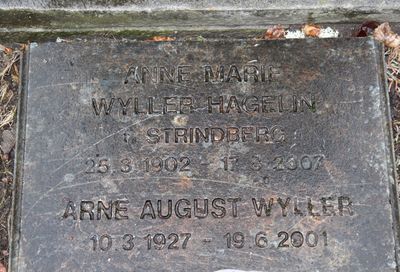 ANNE MARIE
WYLLER-HAGELIN
F. STRINDBERG
25.3.1902 - 17.8.2007
ARNE AUGUST WYLLER
10.3.1927 - 19.6.2001